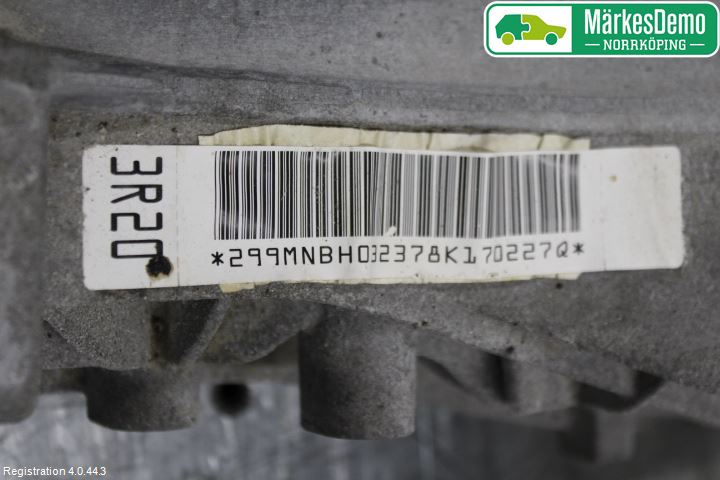 MärkesDemo
NORRKÖPING
3R20
*299MNBH032378K170227Q*
Registration 4.0.44.3